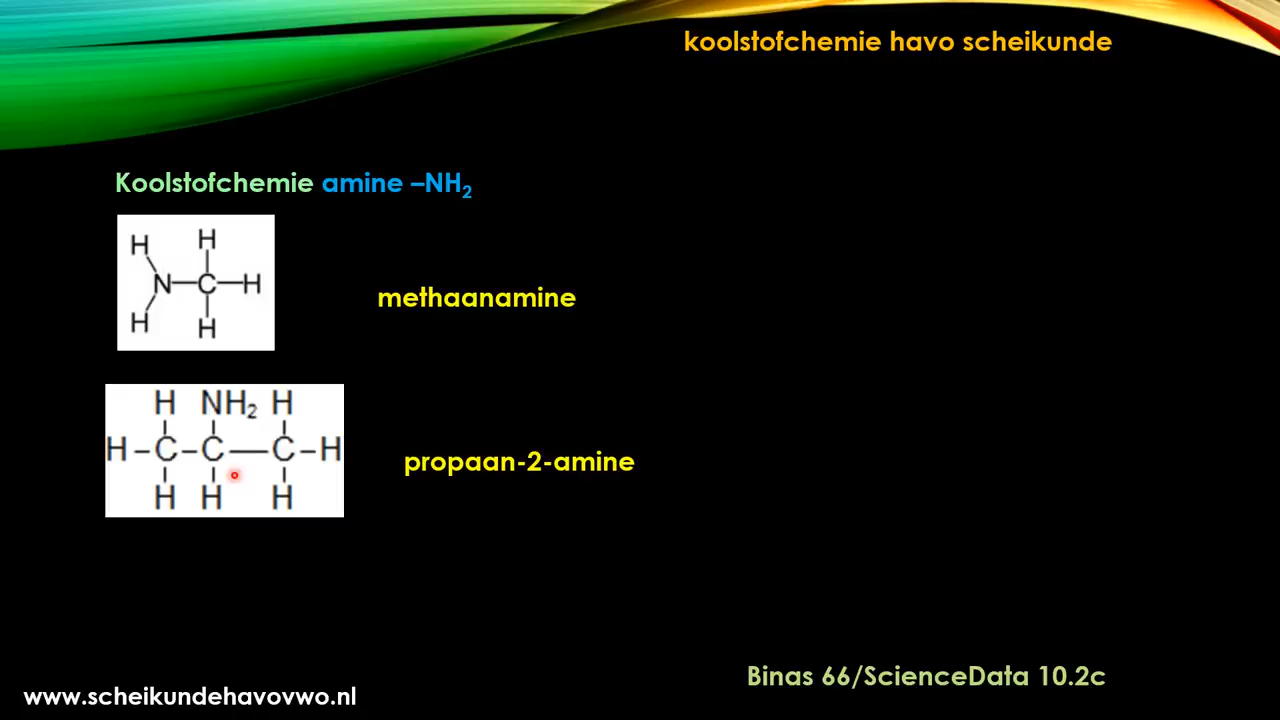 koolstofchemie havo scheikunde
Koolstofchemie amine –NH₂
H H
N C H
H H
methaanamine
H NH₂ H
H C C C H
H H H
propaan-2-amine
Binas 66/ScienceData 10.2c
www.scheikundehavovwo.nl